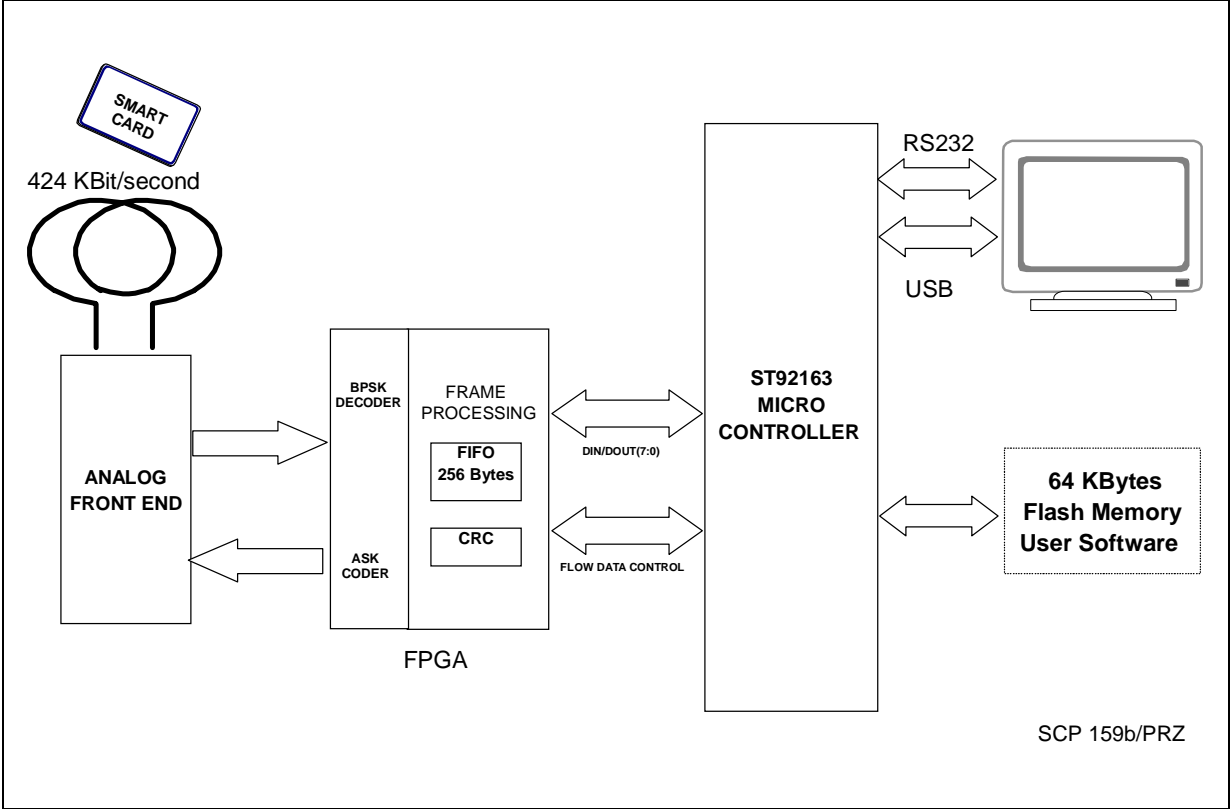 SMART
CARD
424 KBit/second
RS232
USB
ANALOG
FRONT END
BPSK
DECODER
ASK
CODER
FRAME
PROCESSING
FIFO
256 Bytes
CRC
FPGA
DIN/DOUT(7:0)
FLOW DATA CONTROL
ST92163
MICRO
CONTROLLER
64 KBytes
Flash Memory
User Software
SCP 159b/PRZ